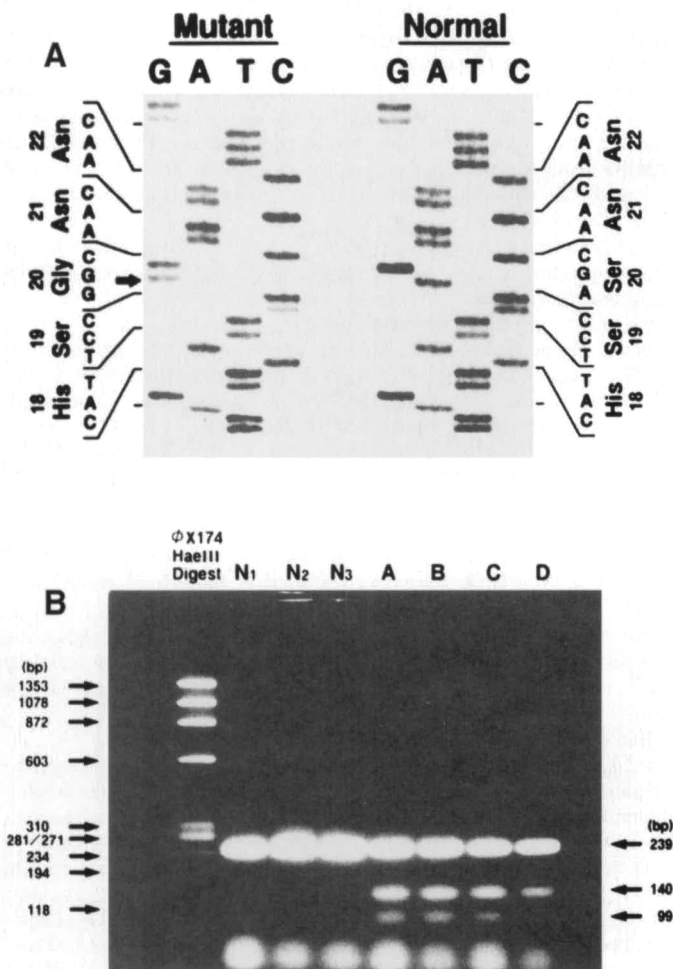 Mutant Normal
A
G A T C G A T C
22 Asn C A A
21 Asn C A A
20 Gly C G G
19 Ser C C T
18 His T A C
C A A Asn 22
C A A Asn 21
C G A Ser 20
C C T Ser 19
T A C His 18
B
ΦX174
HaeIII
Digest N1 N2 N3 A B C D
(bp)
1353
1078
872
603
310
281/271
234
194
118
(bp)
239
140
99